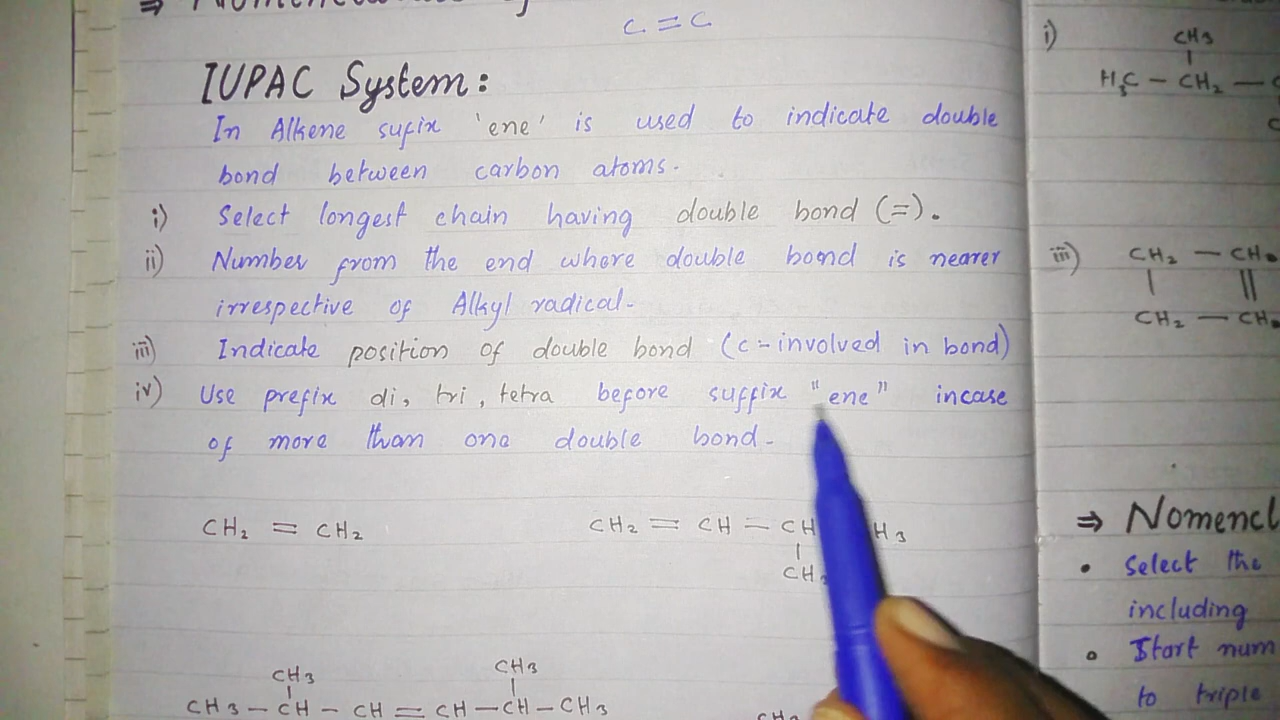 ⇒
C = C
IUPAC System:
In Alkene sufix 'ene' is used to indicate double
bond between carbon atoms.
i) Select longest chain having double bond (=).
ii) Number from the end where double bond is nearer
irrespective of Alkyl radical-
iii) Indicate position of double bond (c-involved in bond)
iv) Use prefix di, tri, tetra before suffix "ene" incase
of more than one double bond-
CH2 = CH2
CH2 = CH - CH H3
|
CH
CH3 CH3
| |
CH3 - CH - CH = CH - CH - CH3
CH3
i) CH3
|
H3C - CH2 -
iii) CH2 - CH
| ||
CH2 - CH
⇒ Nomencl
• Select the
including
• Start num
to triple